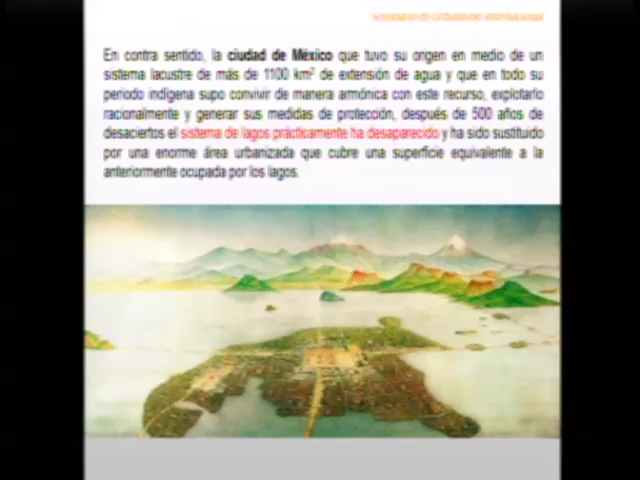 En contra sentido, la ciudad de México que tuvo su origen en medio de un
sistema lacustre de más de 1100 km² de extensión de agua y que en todo su
periodo indígena supo convivir de manera armónica con este recurso, explotarlo
racionalmente y generar sus medidas de protección, después de 500 años de
desaciertos el sistema de lagos prácticamente ha desaparecido y ha sido sustituido
por una enorme área urbanizada que cubre una superficie equivalente a la
anteriormente ocupada por los lagos.